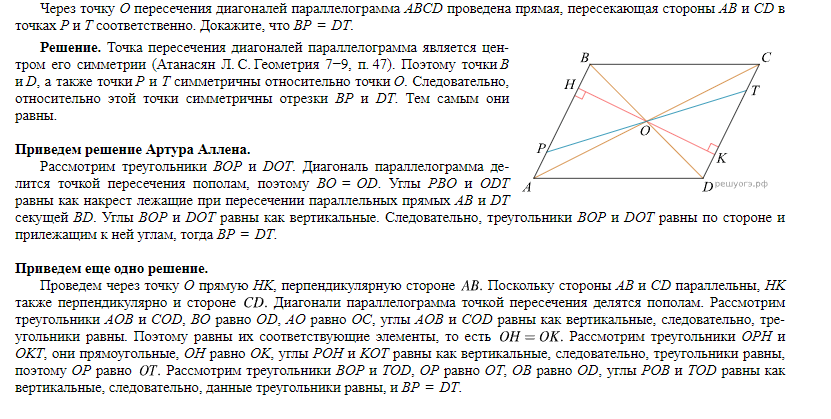 Через точку O пересечения диагоналей параллелограмма ABCD проведена прямая, пересекающая стороны AB и CD в
точках P и T соответственно. Докажите, что BP = DT.
Решение. Точка пересечения диагоналей параллелограмма является цен-
тром его симметрии (Атанасян Л. С. Геометрия 7−9, п. 47). Поэтому точки B
и D, а также точки P и T симметричны относительно точки O. Следовательно,
относительно этой точки симметричны отрезки BP и DT. Тем самым они
равны.
B
C
H
T
O
P
K
A
D
решуогэ.рф
Приведем решение Артура Аллена.
Рассмотрим треугольники BOP и DOT. Диагональ параллелограмма де-
лится точкой пересечения пополам, поэтому BO = OD. Углы PBO и ODT
равны как накрест лежащие при пересечении параллельных прямых AB и DT
секущей BD. Углы BOP и DOT равны как вертикальные. Следовательно, треугольники BOP и DOT равны по стороне и
прилежащим к ней углам, тогда BP = DT.
Приведем еще одно решение.
Проведем через точку O прямую HK, перпендикулярную стороне AB. Поскольку стороны AB и CD параллельны, HK
также перпендикулярно и стороне CD. Диагонали параллелограмма точкой пересечения делятся пополам. Рассмотрим
треугольники AOB и COD, BO равно OD, AO равно OC, углы AOB и COD равны как вертикальные, следовательно, тре-
угольники равны. Поэтому равны их соответствующие элементы, то есть OH = OK. Рассмотрим треугольники OPH и
OKT, они прямоугольные, OH равно OK, углы POH и KOT равны как вертикальные, следовательно, треугольники равны,
поэтому OP равно OT. Рассмотрим треугольники BOP и TOD, OP равно OT, OB равно OD, углы POB и TOD равны как
вертикальные, следовательно, данные треугольники равны, и BP = DT.